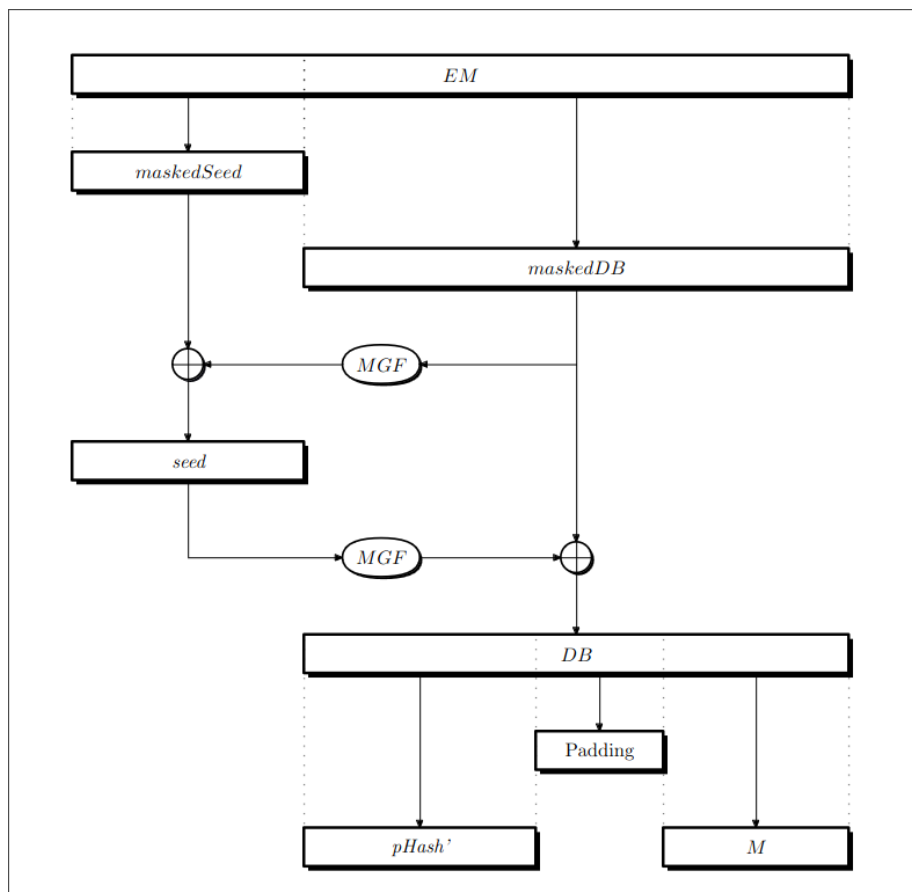 EM
maskedSeed
maskedDB
MGF
seed
MGF
DB
Padding
pHash'
M